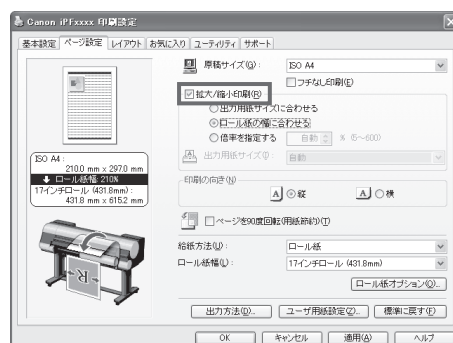 Canon iPFxxxx 印刷設定
基本設定 ページ設定 レイアウト お気に入り ユーティリティ サポート
原稿サイズ(Q): ISO A4
フチなし印刷(E)
拡大/縮小印刷(R)
出力用紙サイズに合わせる
ロール紙の幅に合わせる
倍率を指定する 自動 % (5~600)
出力用紙サイズ(I): 自動
ISO A4 :
210.0 mm x 297.0 mm
ロール紙幅: 210%
17インチロール (431.8mm) :
431.8 mm x 615.2 mm
印刷の向き(N)
A 縦 A 横
ページを90度回転(用紙節約)(T)
給紙方法(U): ロール紙
ロール紙幅(L): 17インチロール (431.8mm)
ロール紙オプション(O)...
出力方法(D)... ユーザ用紙設定(Z)... 標準に戻す(F)
OK キャンセル 適用(A) ヘルプ